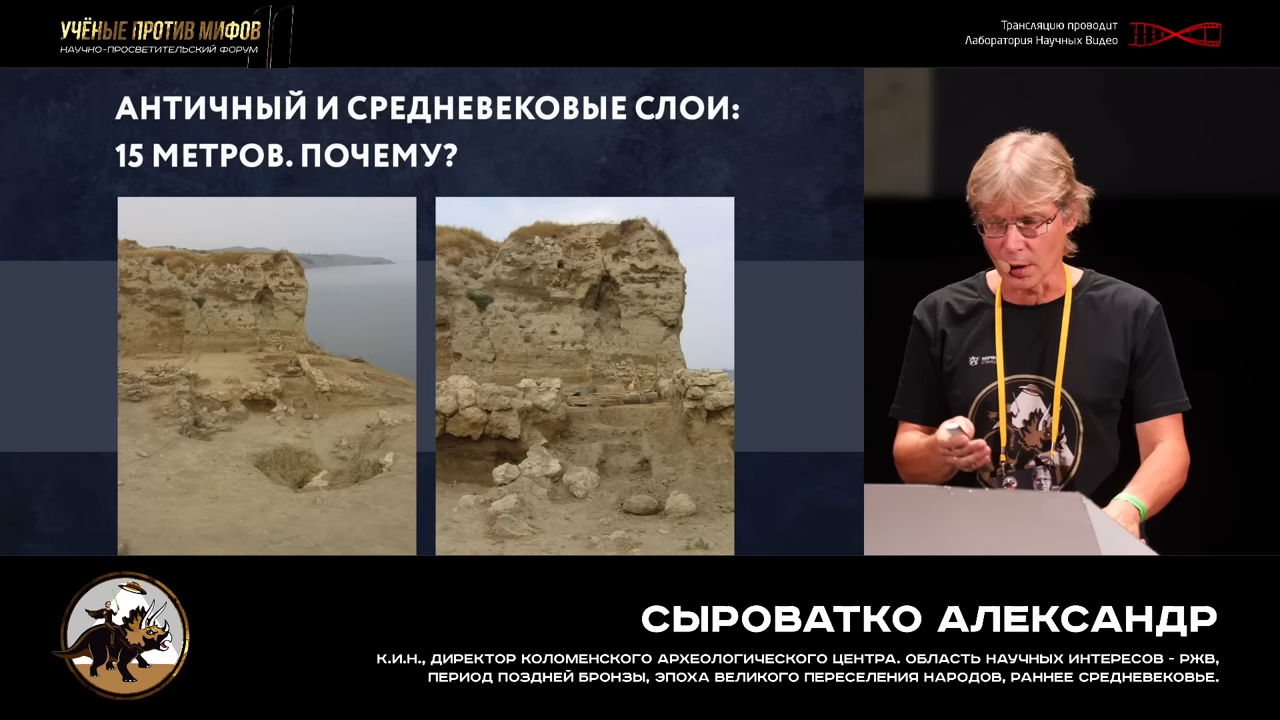 УЧЁНЫЕ ПРОТИВ МИФОВ
НАУЧНО-ПРОСВЕТИТЕЛЬСКИЙ ФОРУМ
11
Трансляцию проводит
Лаборатория Научных Видео
АНТИЧНЫЙ И СРЕДНЕВЕКОВЫЕ СЛОИ:
15 МЕТРОВ. ПОЧЕМУ?
СЫРОВАТКО АЛЕКСАНДР
К.И.Н., ДИРЕКТОР КОЛОМЕНСКОГО АРХЕОЛОГИЧЕСКОГО ЦЕНТРА. ОБЛАСТЬ НАУЧНЫХ ИНТЕРЕСОВ - РЖВ,
ПЕРИОД ПОЗДНЕЙ БРОНЗЫ, ЭПОХА ВЕЛИКОГО ПЕРЕСЕЛЕНИЯ НАРОДОВ, РАННЕЕ СРЕДНЕВЕКОВЬЕ.